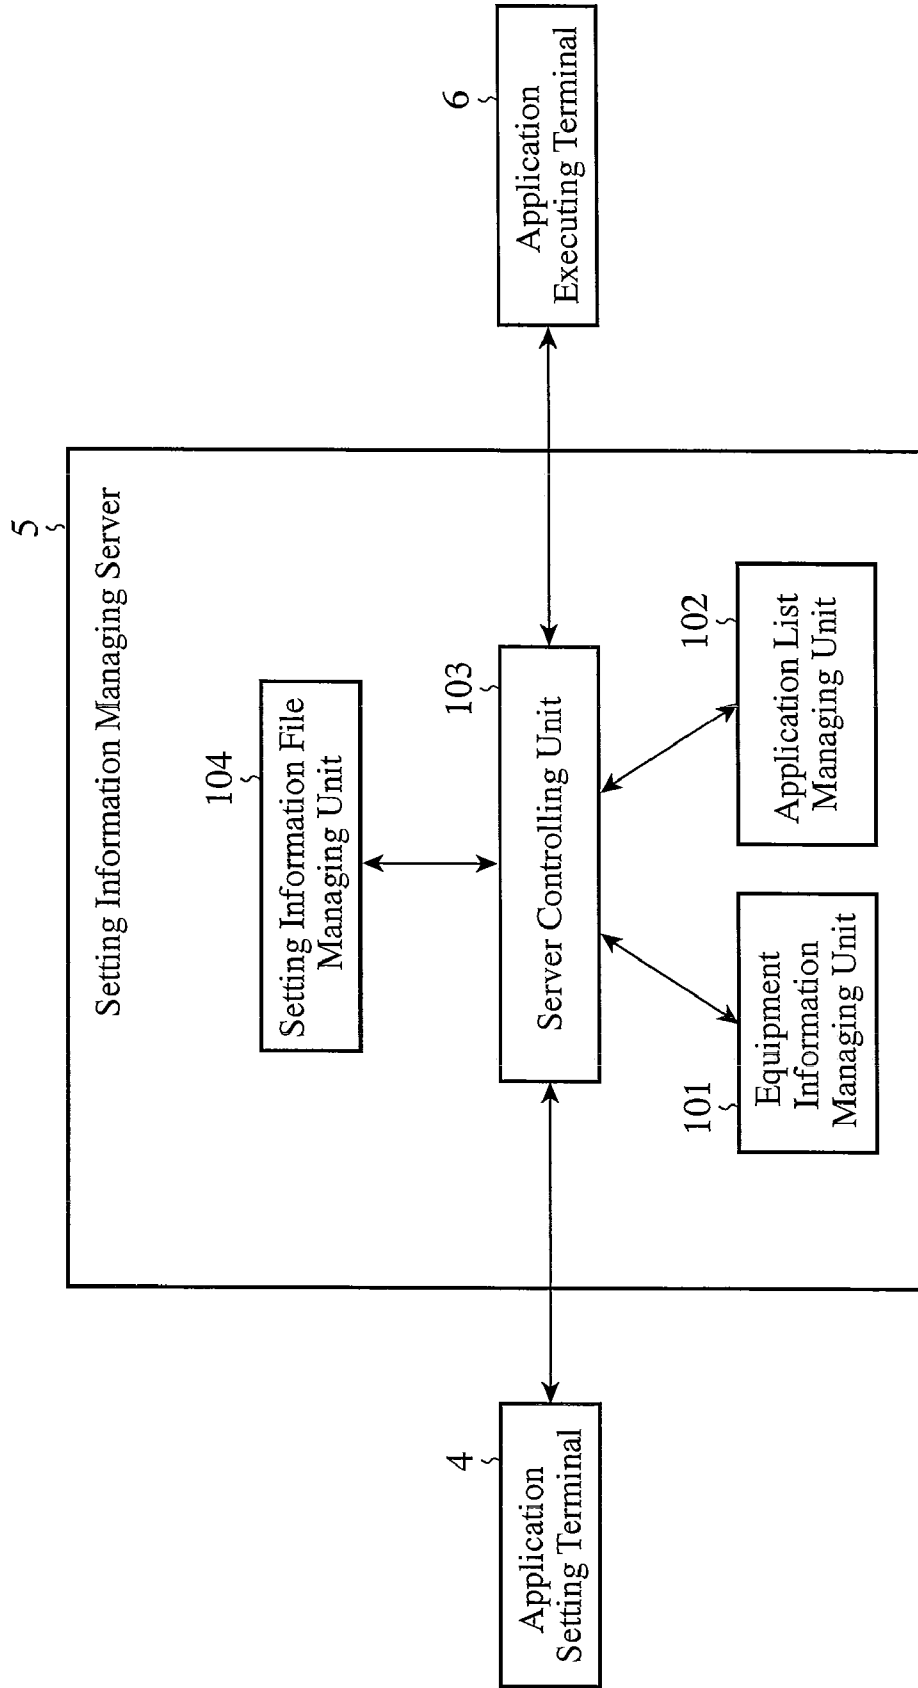 5
Setting Information Managing Server
104
Setting Information File
Managing Unit
4
Application
Setting Terminal
103
Server Controlling Unit
6
Application
Executing Terminal
101
Equipment
Information
Managing Unit
102
Application List
Managing Unit